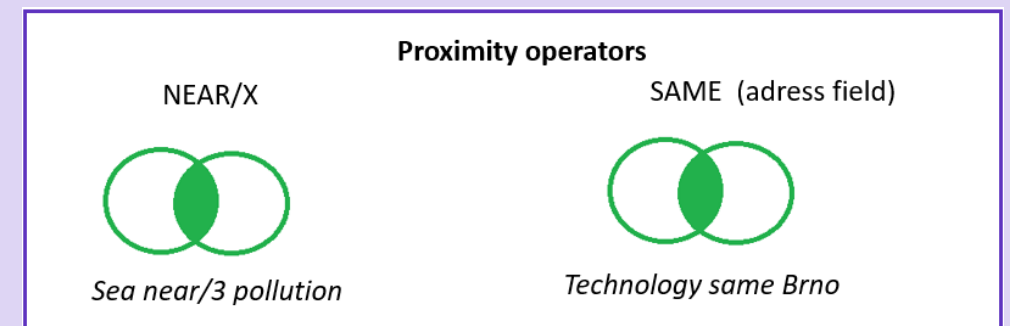 Proximity operators
NEAR/X
SAME (adress field)
Sea near/3 pollution
Technology same Brno